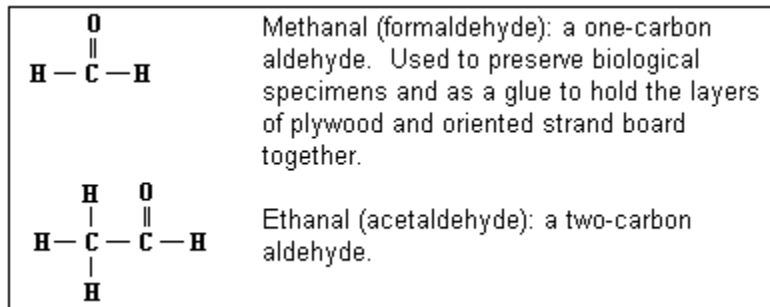 O
||
H — C — H
Methanal (formaldehyde): a one-carbon
aldehyde.  Used to preserve biological
specimens and as a glue to hold the layers
of plywood and oriented strand board
together.
H O
| ||
H — C — C — H
|
H
Ethanal (acetaldehyde): a two-carbon
aldehyde.